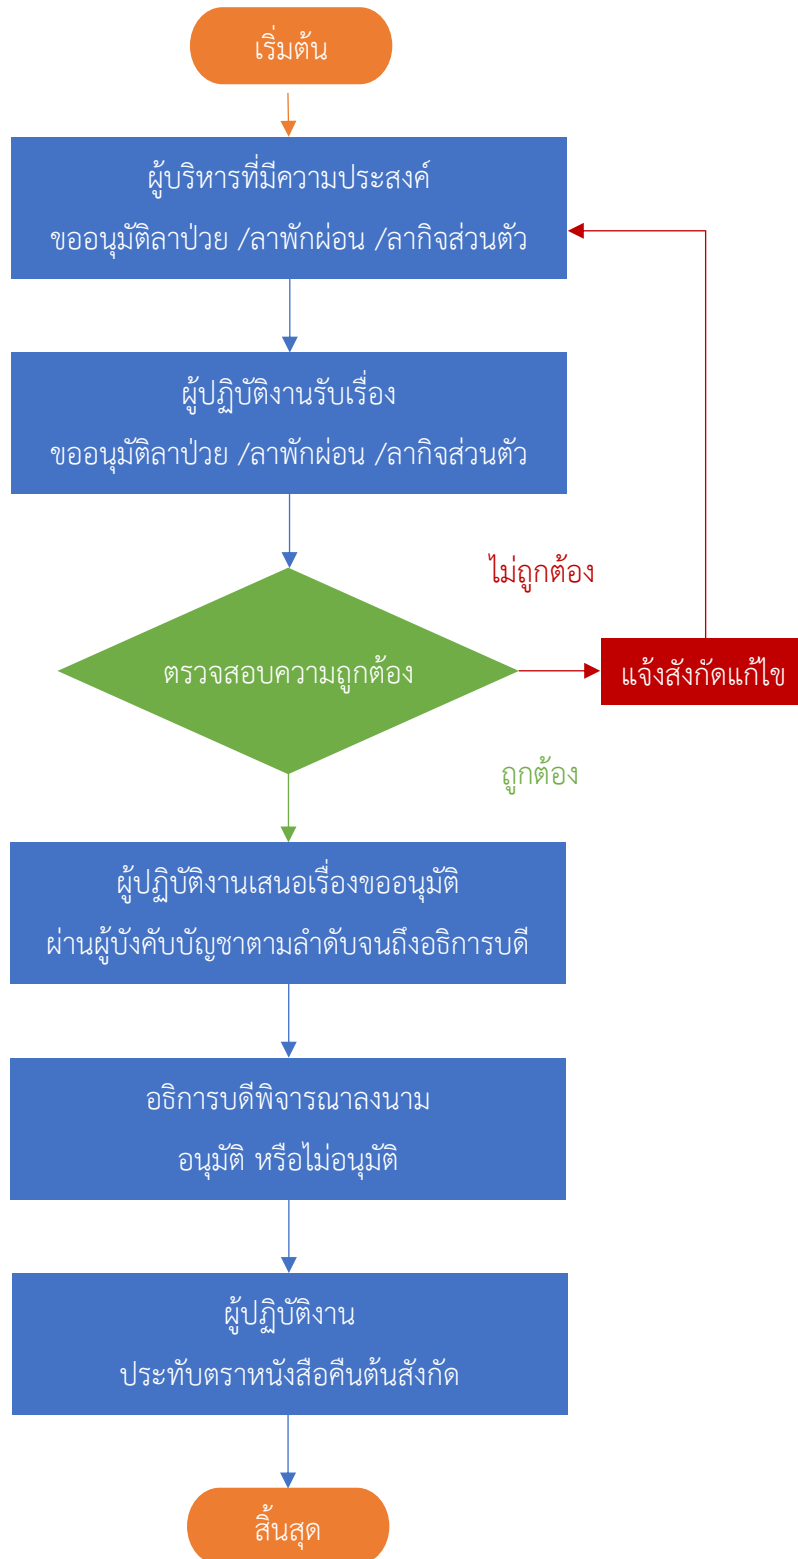 เริ่มต้น
ผู้บริหารที่มีความประสงค์
ขออนุมัติลาป่วย /ลาพักผ่อน /ลากิจส่วนตัว
ผู้ปฏิบัติงานรับเรื่อง
ขออนุมัติลาป่วย /ลาพักผ่อน /ลากิจส่วนตัว
ไม่ถูกต้อง
ตรวจสอบความถูกต้อง
แจ้งสังกัดแก้ไข
ถูกต้อง
ผู้ปฏิบัติงานเสนอเรื่องขออนุมัติ
ผ่านผู้บังคับบัญชาตามลำดับจนถึงอธิการบดี
อธิการบดีพิจารณาลงนาม
อนุมัติ หรือไม่อนุมัติ
ผู้ปฏิบัติงาน
ประทับตราหนังสือคืนต้นสังกัด
สิ้นสุด